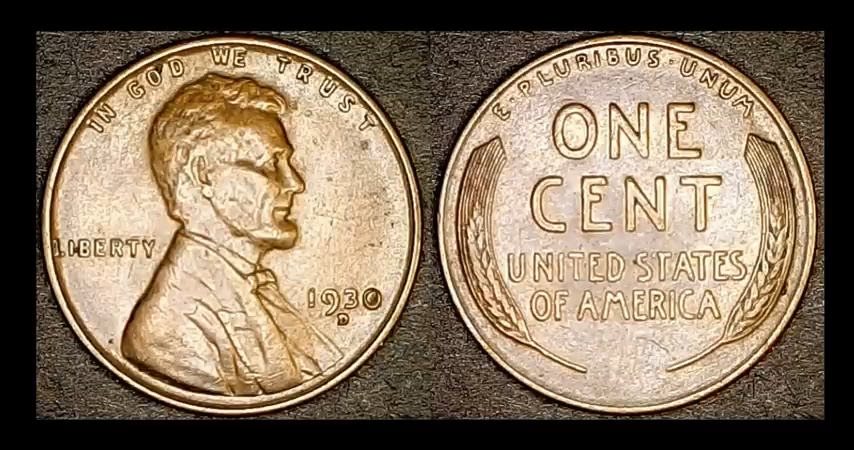 IN GOD WE TRUST
LIBERTY
1930
D
E·PLURIBUS·UNUM
ONE
CENT
UNITED STATES
OF AMERICA